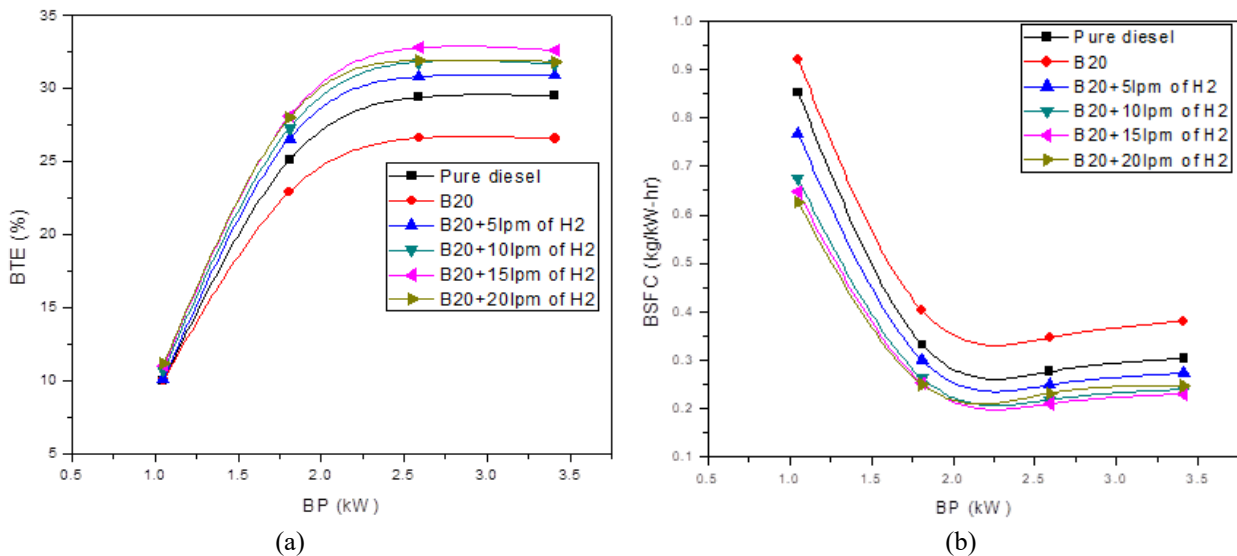 35
30
25
20
15
10
5
0.5
1.0
1.5
2.0
2.5
3.0
3.5
BTE (%)
BP (kW)
Pure diesel
B20
B20+5lpm of H2
B20+10lpm of H2
B20+15lpm of H2
B20+20lpm of H2
(a)
1.0
0.9
0.8
0.7
0.6
0.5
0.4
0.3
0.2
0.1
0.5
1.0
1.5
2.0
2.5
3.0
3.5
BSFC (kg/kW-hr)
BP (kW)
Pure diesel
B20
B20+5lpm of H2
B20+10lpm of H2
B20+15lpm of H2
B20+20lpm of H2
(b)